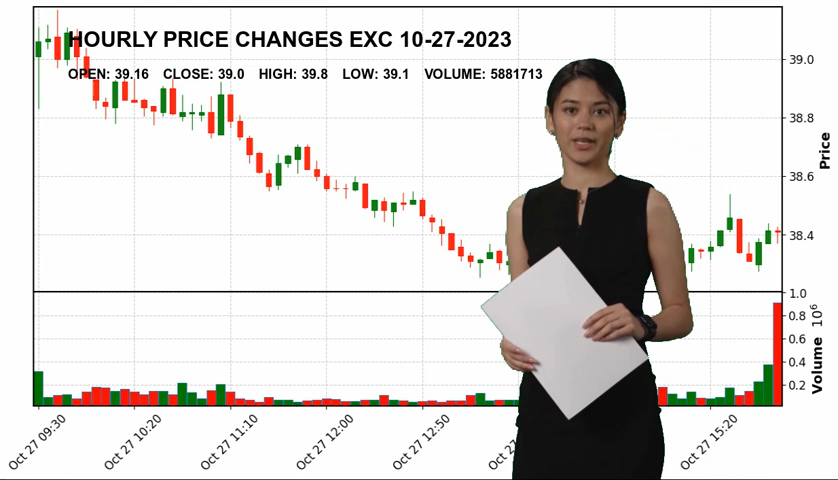 HOURLY PRICE CHANGES EXC 10-27-2023
OPEN: 39.16 CLOSE: 39.0 HIGH: 39.8 LOW: 39.1 VOLUME: 5881713
39.0
38.8
38.6
38.4
Price
1.0
0.8
0.6
0.4
0.2
Volume 10⁶
Oct 27 09:30
Oct 27 10:20
Oct 27 11:10
Oct 27 12:00
Oct 27 12:50
Oct 27
Oct 27 15:20